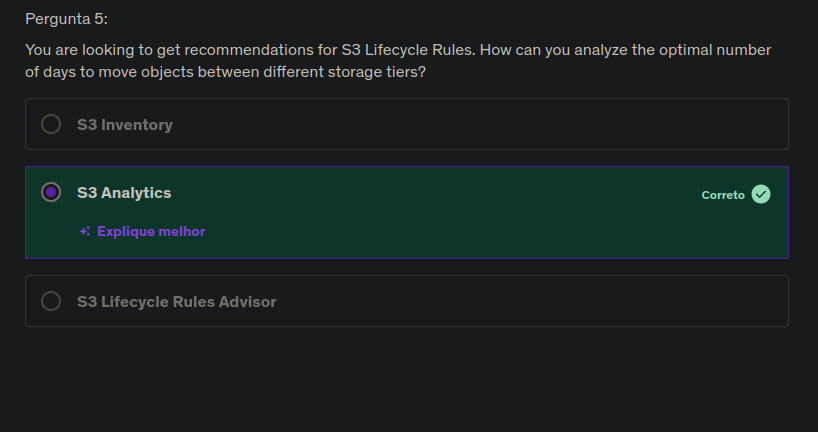 Pergunta 5:
You are looking to get recommendations for S3 Lifecycle Rules. How can you analyze the optimal number
of days to move objects between different storage tiers?
S3 Inventory
S3 Analytics
Correto
Explique melhor
S3 Lifecycle Rules Advisor